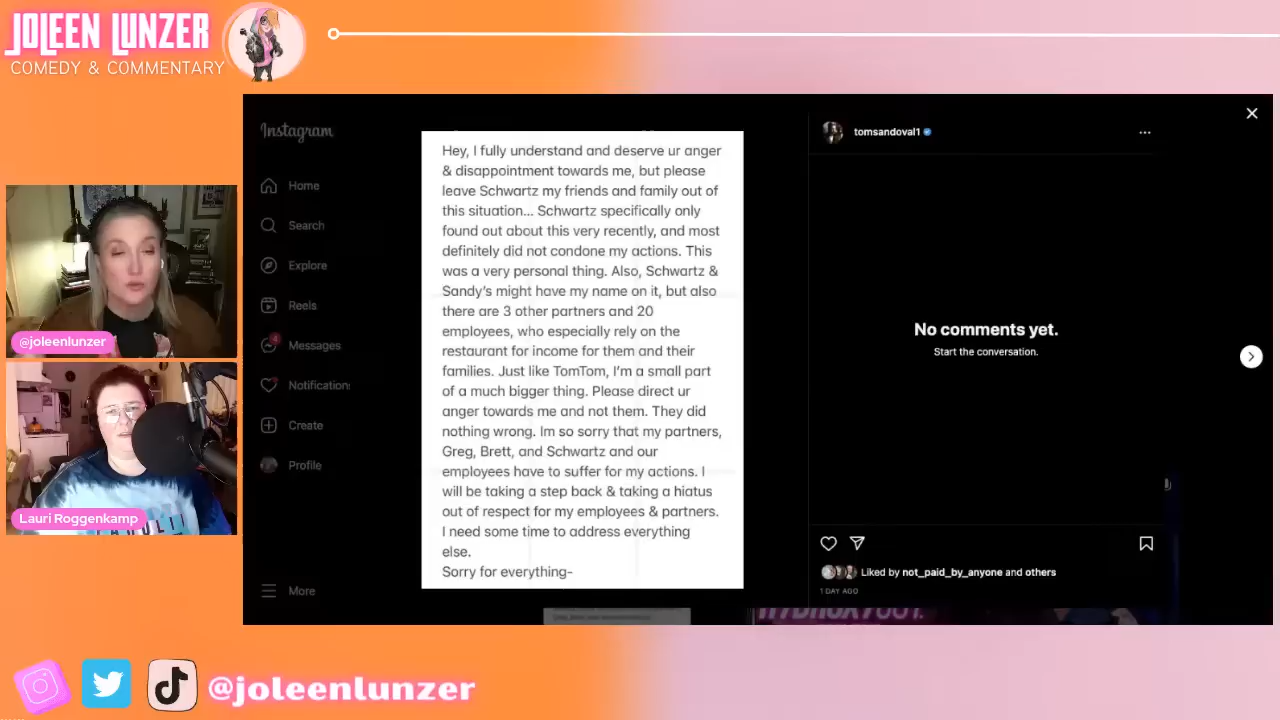 JOLEEN LUNZER
COMEDY & COMMENTARY
Instagram
Home
Search
Explore
Reels
4
Messages
Notifications
Create
Profile
More
Hey, I fully understand and deserve ur anger
& disappointment towards me, but please
leave Schwartz my friends and family out of
this situation... Schwartz specifically only
found out about this very recently, and most
definitely did not condone my actions. This
was a very personal thing. Also, Schwartz &
Sandy's might have my name on it, but also
there are 3 other partners and 20
employees, who especially rely on the
restaurant for income for them and their
families. Just like TomTom, I'm a small part
of a much bigger thing. Please direct ur
anger towards me and not them. They did
nothing wrong. Im so sorry that my partners,
Greg, Brett, and Schwartz and our
employees have to suffer for my actions. I
will be taking a step back & taking a hiatus
out of respect for my employees & partners.
I need some time to address everything
else.
Sorry for everything-
tomsandoval1
No comments yet.
Start the conversation.
Liked by not_paid_by_anyone and others
1 DAY AGO
@joleenlunzer
Lauri Roggenkamp
@joleenlunzer